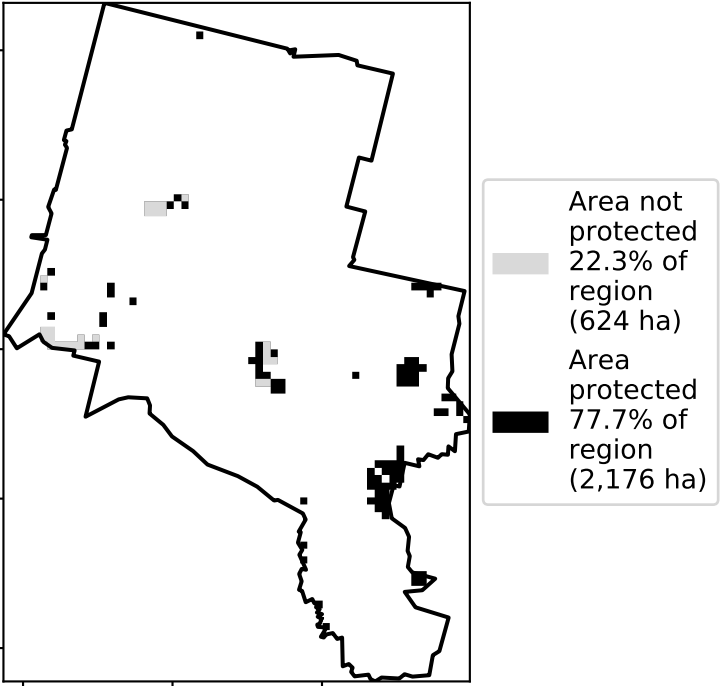 Area not
protected
22.3% of
region
(624 ha)
Area
protected
77.7% of
region
(2,176 ha)